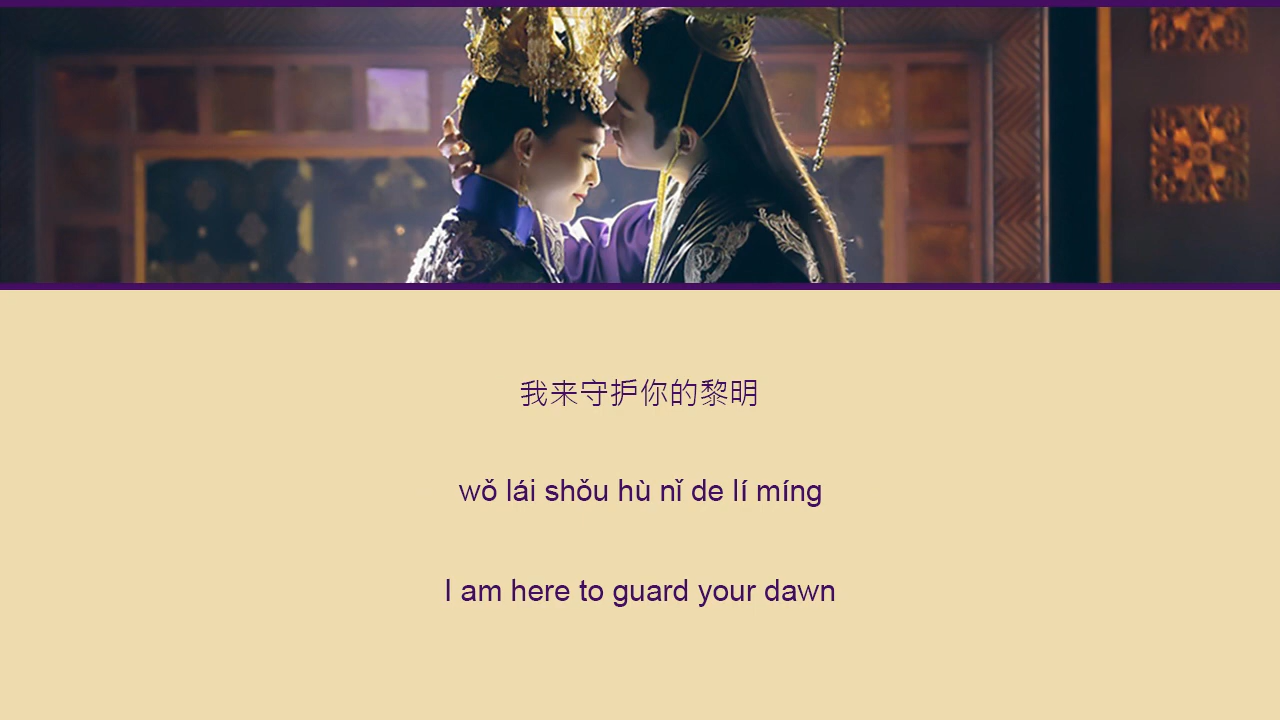 我来守护你的黎明
wǒ lái shǒu hù nǐ de lí míng
I am here to guard your dawn